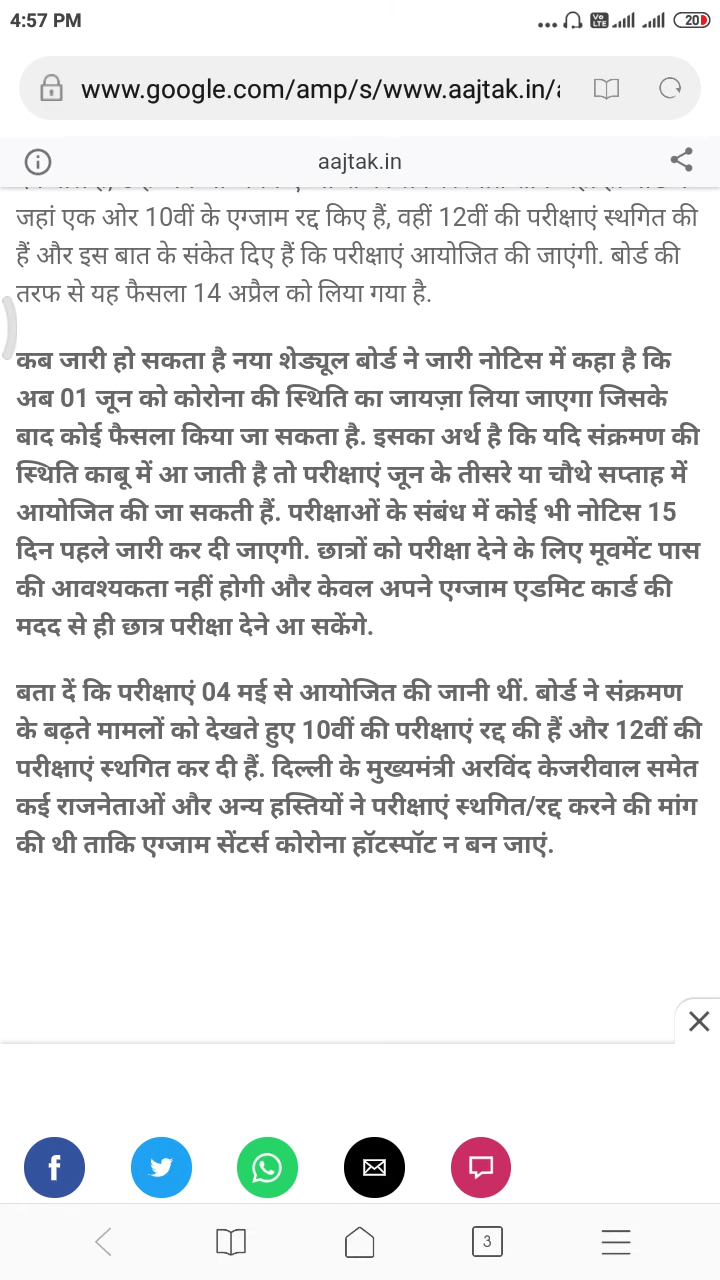 4:57 PM
Vo LTE
20
www.google.com/amp/s/www.aajtak.in/
aajtak.in
जहां एक ओर 10वीं के एग्जाम रद्द किए हैं, वहीं 12वीं की परीक्षाएं स्थगित की
हैं और इस बात के संकेत दिए हैं कि परीक्षाएं आयोजित की जाएंगी. बोर्ड की
तरफ से यह फैसला 14 अप्रैल को लिया गया है.
कब जारी हो सकता है नया शेड्यूल बोर्ड ने जारी नोटिस में कहा है कि
अब 01 जून को कोरोना की स्थिति का जायज़ा लिया जाएगा जिसके
बाद कोई फैसला किया जा सकता है. इसका अर्थ है कि यदि संक्रमण की
स्थिति काबू में आ जाती है तो परीक्षाएं जून के तीसरे या चौथे सप्ताह में
आयोजित की जा सकती हैं. परीक्षाओं के संबंध में कोई भी नोटिस 15
दिन पहले जारी कर दी जाएगी. छात्रों को परीक्षा देने के लिए मूवमेंट पास
की आवश्यकता नहीं होगी और केवल अपने एग्जाम एडमिट कार्ड की
मदद से ही छात्र परीक्षा देने आ सकेंगे.
बता दें कि परीक्षाएं 04 मई से आयोजित की जानी थीं. बोर्ड ने संक्रमण
के बढ़ते मामलों को देखते हुए 10वीं की परीक्षाएं रद्द की हैं और 12वीं की
परीक्षाएं स्थगित कर दी हैं. दिल्ली के मुख्यमंत्री अरविंद केजरीवाल समेत
कई राजनेताओं और अन्य हस्तियों ने परीक्षाएं स्थगित/रद्द करने की मांग
की थी ताकि एग्जाम सेंटर्स कोरोना हॉटस्पॉट न बन जाएं.
3